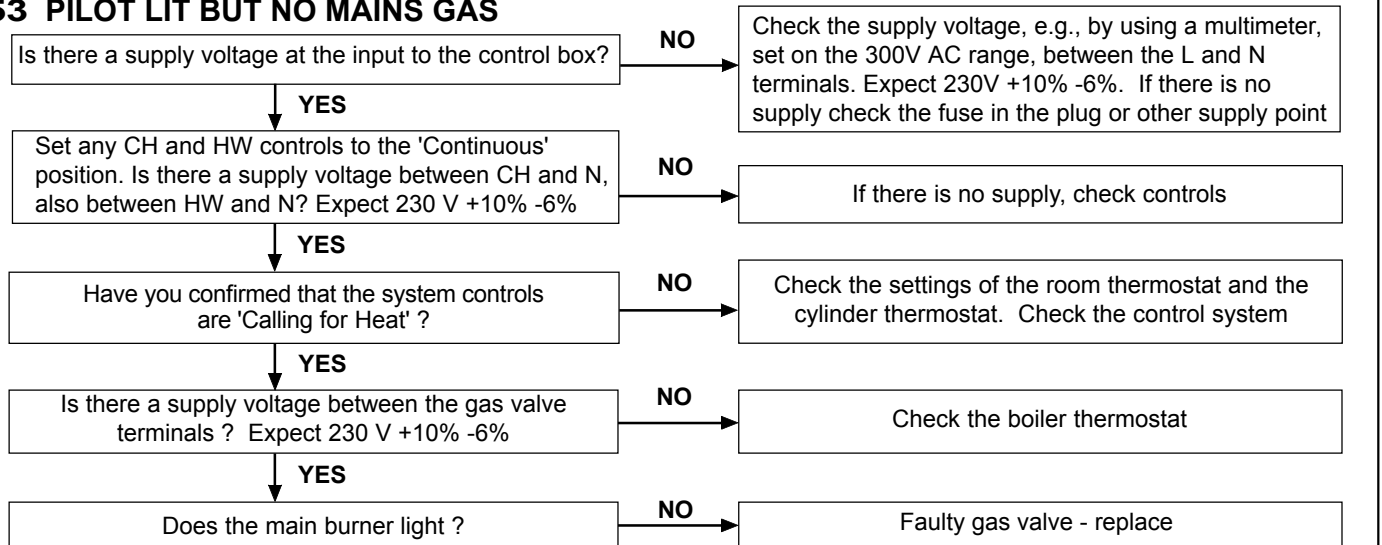 53 PILOT LIT BUT NO MAINS GAS
Is there a supply voltage at the input to the control box?
NO
Check the supply voltage, e.g., by using a multimeter,
set on the 300V AC range, between the L and N
terminals. Expect 230V +10% -6%. If there is no
supply check the fuse in the plug or other supply point
YES
Set any CH and HW controls to the 'Continuous'
position. Is there a supply voltage between CH and N,
also between HW and N? Expect 230 V +10% -6%
NO
If there is no supply, check controls
YES
Have you confirmed that the system controls
are 'Calling for Heat' ?
NO
Check the settings of the room thermostat and the
cylinder thermostat. Check the control system
YES
Is there a supply voltage between the gas valve
terminals ? Expect 230 V +10% -6%
NO
Check the boiler thermostat
YES
Does the main burner light ?
NO
Faulty gas valve - replace